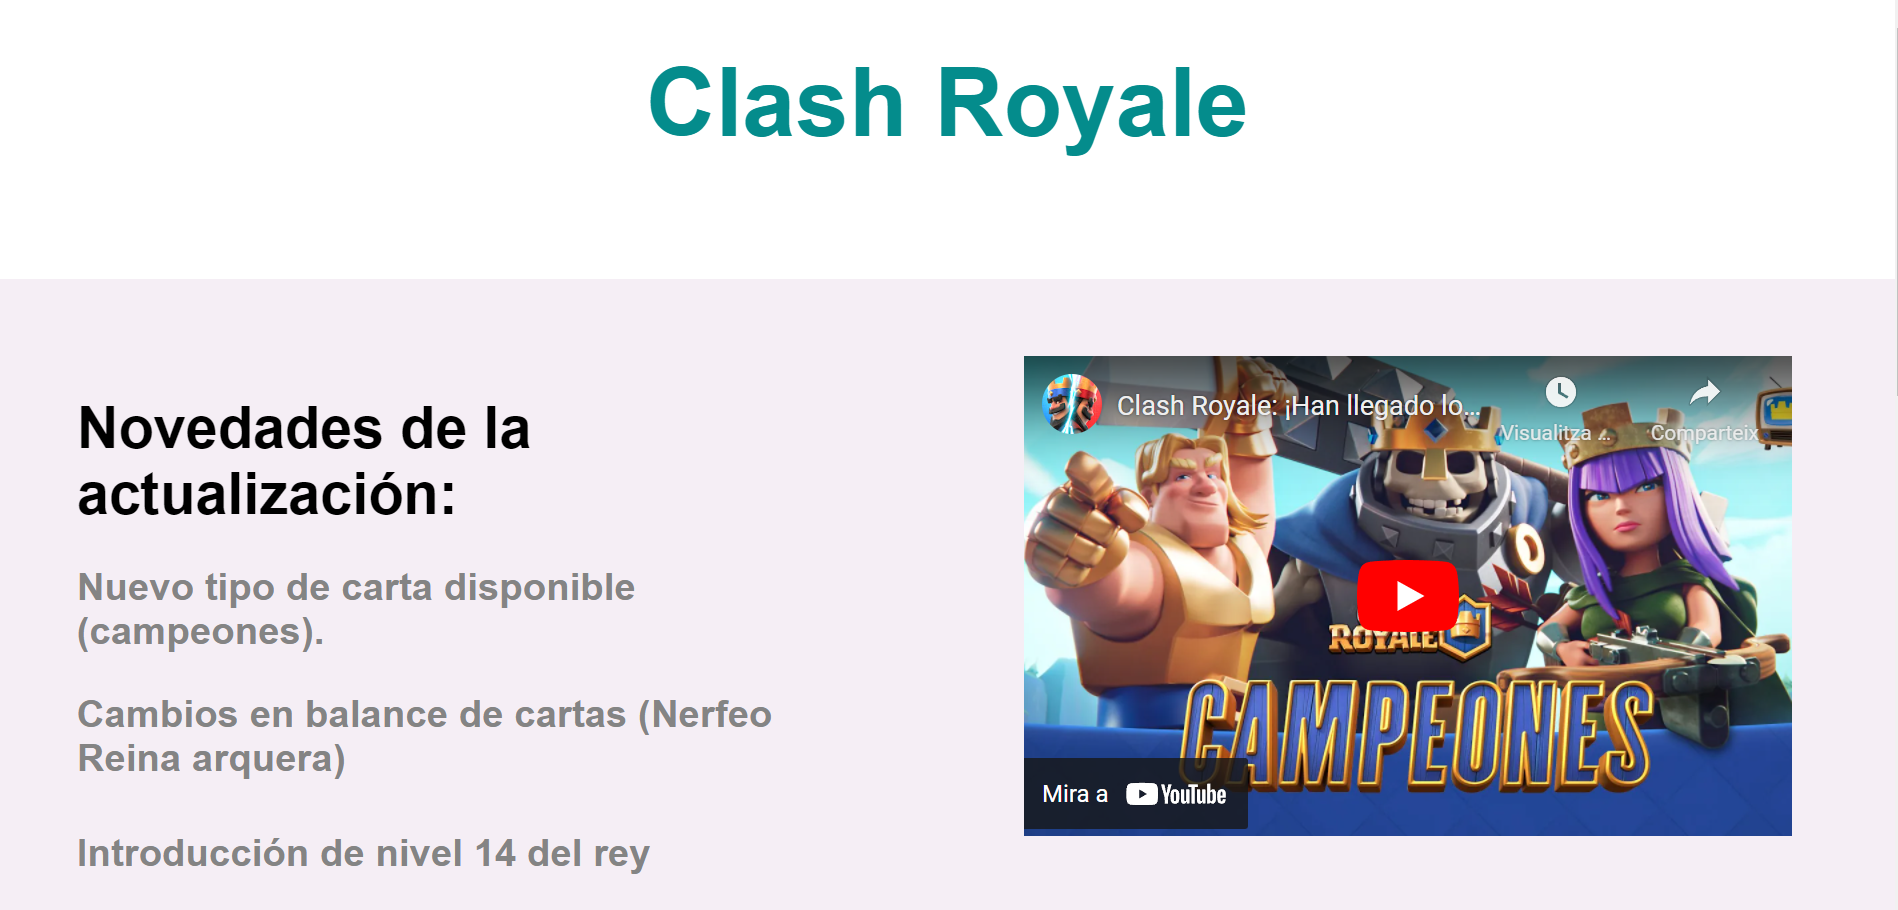 Clash Royale
Novedades de la
actualización:
Nuevo tipo de carta disponible
(campeones).
Cambios en balance de cartas (Nerfeo
Reina arquera)
Introducción de nivel 14 del rey
Clash Royale: ¡Han llegado lo...
Visualitza ...
Comparteix
ROYALE
CAMPEONES
Mira a YouTube